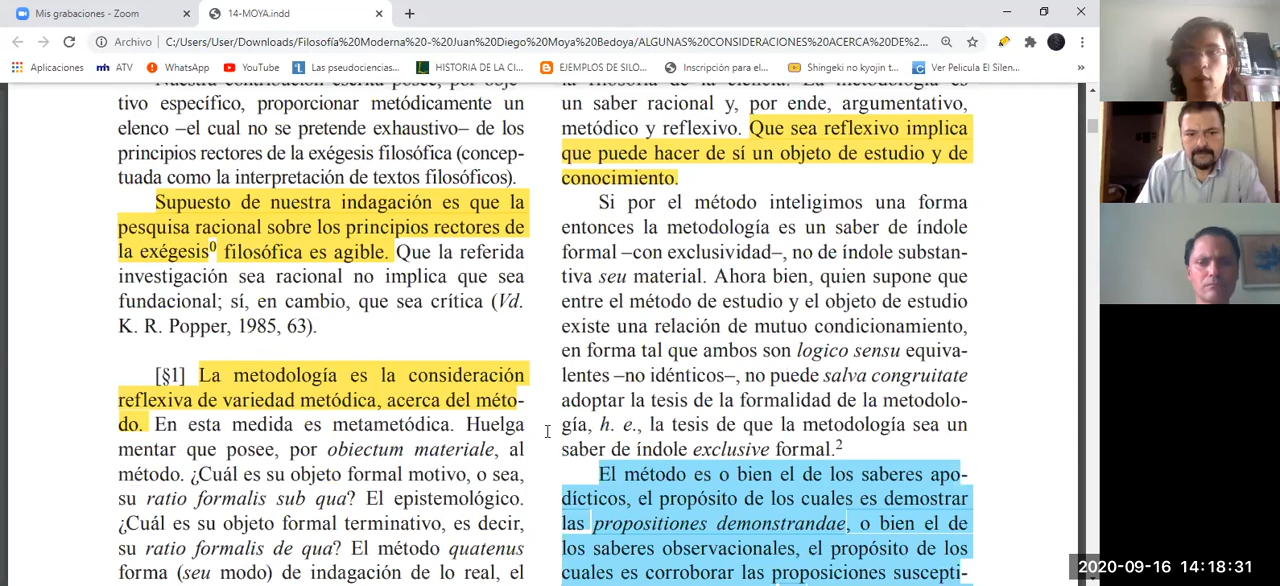 Mis grabaciones - Zoom
14-MOYA.indd
Archivo
C:/Users/User/Downloads/Filosofía%20Moderna%20-%20Juan%20Diego%20Moya%20Bedoya/ALGUNAS%20CONSIDERACIONES%20ACERCA%20DE%...
Aplicaciones
mh ATV
WhatsApp
YouTube
Las pseudociencias...
HISTORIA DE LA CI...
EJEMPLOS DE SILO...
Inscripción para el...
Shingeki no kyojin t...
Ver Pelicula El Silen...
»
tivo específico, proporcionar metódicamente un
elenco –el cual no se pretende exhaustivo– de los
principios rectores de la exégesis filosófica (concep-
tuada como la interpretación de textos filosóficos).
Supuesto de nuestra indagación es que la
pesquisa racional sobre los principios rectores de
la exégesis⁰ filosófica es agible. Que la referida
investigación sea racional no implica que sea
fundacional; sí, en cambio, que sea crítica (Vd.
K. R. Popper, 1985, 63).
[§1] La metodología es la consideración
reflexiva de variedad metódica, acerca del méto-
do. En esta medida es metametódica. Huelga
mentar que posee, por obiectum materiale, al
método. ¿Cuál es su objeto formal motivo, o sea,
su ratio formalis sub qua? El epistemológico.
¿Cuál es su objeto formal terminativo, es decir,
su ratio formalis de qua? El método quatenus
forma (seu modo) de indagación de lo real, el
un saber racional y, por ende, argumentativo,
metódico y reflexivo. Que sea reflexivo implica
que puede hacer de sí un objeto de estudio y de
conocimiento.
Si por el método inteligimos una forma
entonces la metodología es un saber de índole
formal –con exclusividad–, no de índole substan-
tiva seu material. Ahora bien, quien supone que
entre el método de estudio y el objeto de estudio
existe una relación de mutuo condicionamiento,
en forma tal que ambos son logico sensu equiva-
lentes –no idénticos–, no puede salva congruitate
adoptar la tesis de la formalidad de la metodolo-
gía, h. e., la tesis de que la metodología sea un
saber de índole exclusive formal.²
El método es o bien el de los saberes apo-
dícticos, el propósito de los cuales es demostrar
las propositiones demonstrandae, o bien el de
los saberes observacionales, el propósito de los
cuales es corroborar las proposiciones suscepti-
2020-09-16 14:18:31